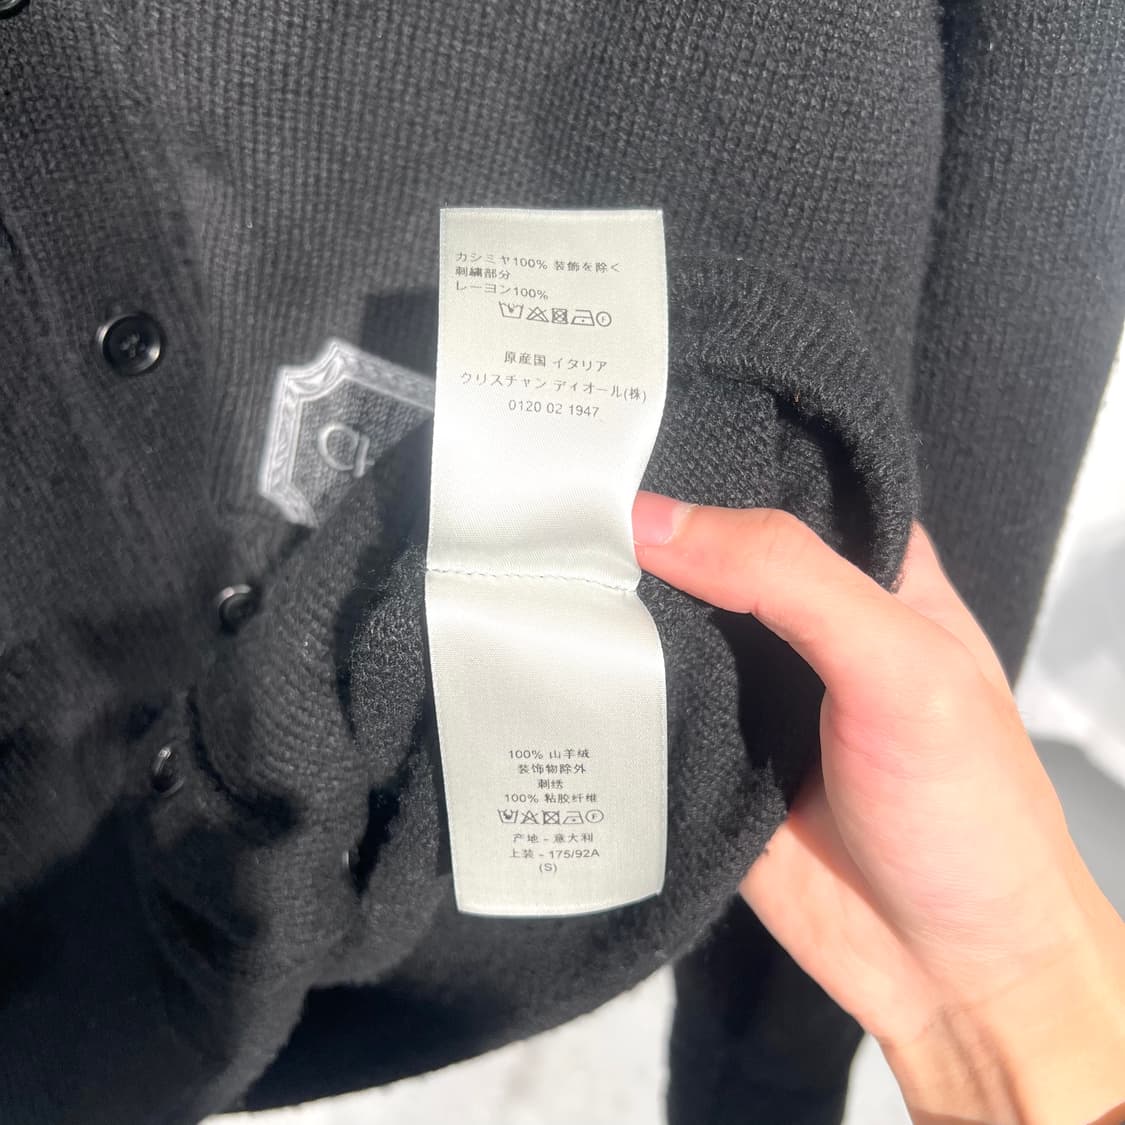 カシミヤ100% 装飾を除く
刺繍部分
レーヨン100%
原産国 イタリア
クリスチャン ディオール(株)
0120 02 1947
100% 山羊绒
装饰物除外
刺绣
100% 粘胶纤维
产地 - 意大利
上装 - 175/92A
(S)